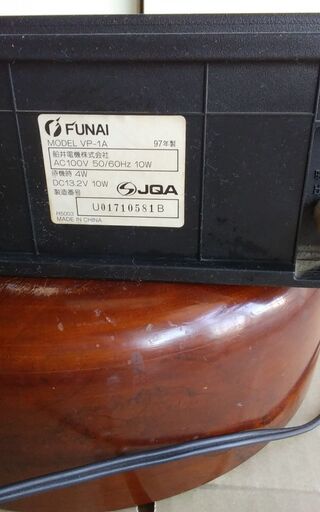 FUNAI
MODEL VP-1A 97年製
船井電機株式会社
AC100V 50/60Hz 10W
待機時 4W
DC13.2V 10W
製造番号
JQA
U01710581B
H5003
MADE IN CHINA